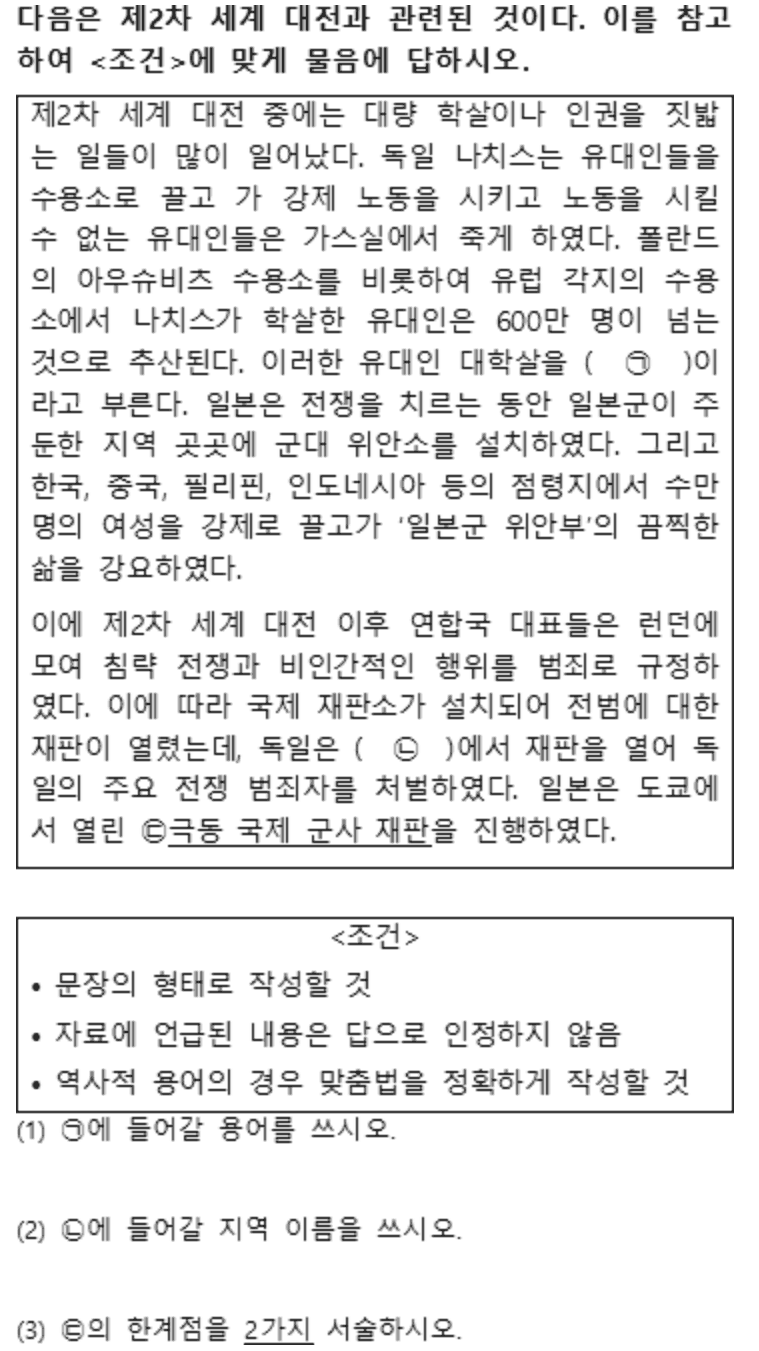 다음은 제2차 세계 대전과 관련된 것이다. 이를 참고
하여 <조건>에 맞게 물음에 답하시오.
제2차 세계 대전 중에는 대량 학살이나 인권을 짓밟
는 일들이 많이 일어났다. 독일 나치스는 유대인들을
수용소로 끌고 가 강제 노동을 시키고 노동을 시킬
수 없는 유대인들은 가스실에서 죽게 하였다. 폴란드
의 아우슈비츠 수용소를 비롯하여 유럽 각지의 수용
소에서 나치스가 학살한 유대인은 600만 명이 넘는
것으로 추산된다. 이러한 유대인 대학살을 ( ㉠ )이
라고 부른다. 일본은 전쟁을 치르는 동안 일본군이 주
둔한 지역 곳곳에 군대 위안소를 설치하였다. 그리고
한국, 중국, 필리핀, 인도네시아 등의 점령지에서 수만
명의 여성을 강제로 끌고가 '일본군 위안부'의 끔찍한
삶을 강요하였다.
이에 제2차 세계 대전 이후 연합국 대표들은 런던에
모여 침략 전쟁과 비인간적인 행위를 범죄로 규정하
였다. 이에 따라 국제 재판소가 설치되어 전범에 대한
재판이 열렸는데, 독일은 ( ㉡ )에서 재판을 열어 독
일의 주요 전쟁 범죄자를 처벌하였다. 일본은 도쿄에
서 열린 ㉢극동 국제 군사 재판을 진행하였다.
<조건>
• 문장의 형태로 작성할 것
• 자료에 언급된 내용은 답으로 인정하지 않음
• 역사적 용어의 경우 맞춤법을 정확하게 작성할 것
(1) ㉠에 들어갈 용어를 쓰시오.
(2) ㉡에 들어갈 지역 이름을 쓰시오.
(3) ㉢의 한계점을 2가지 서술하시오.